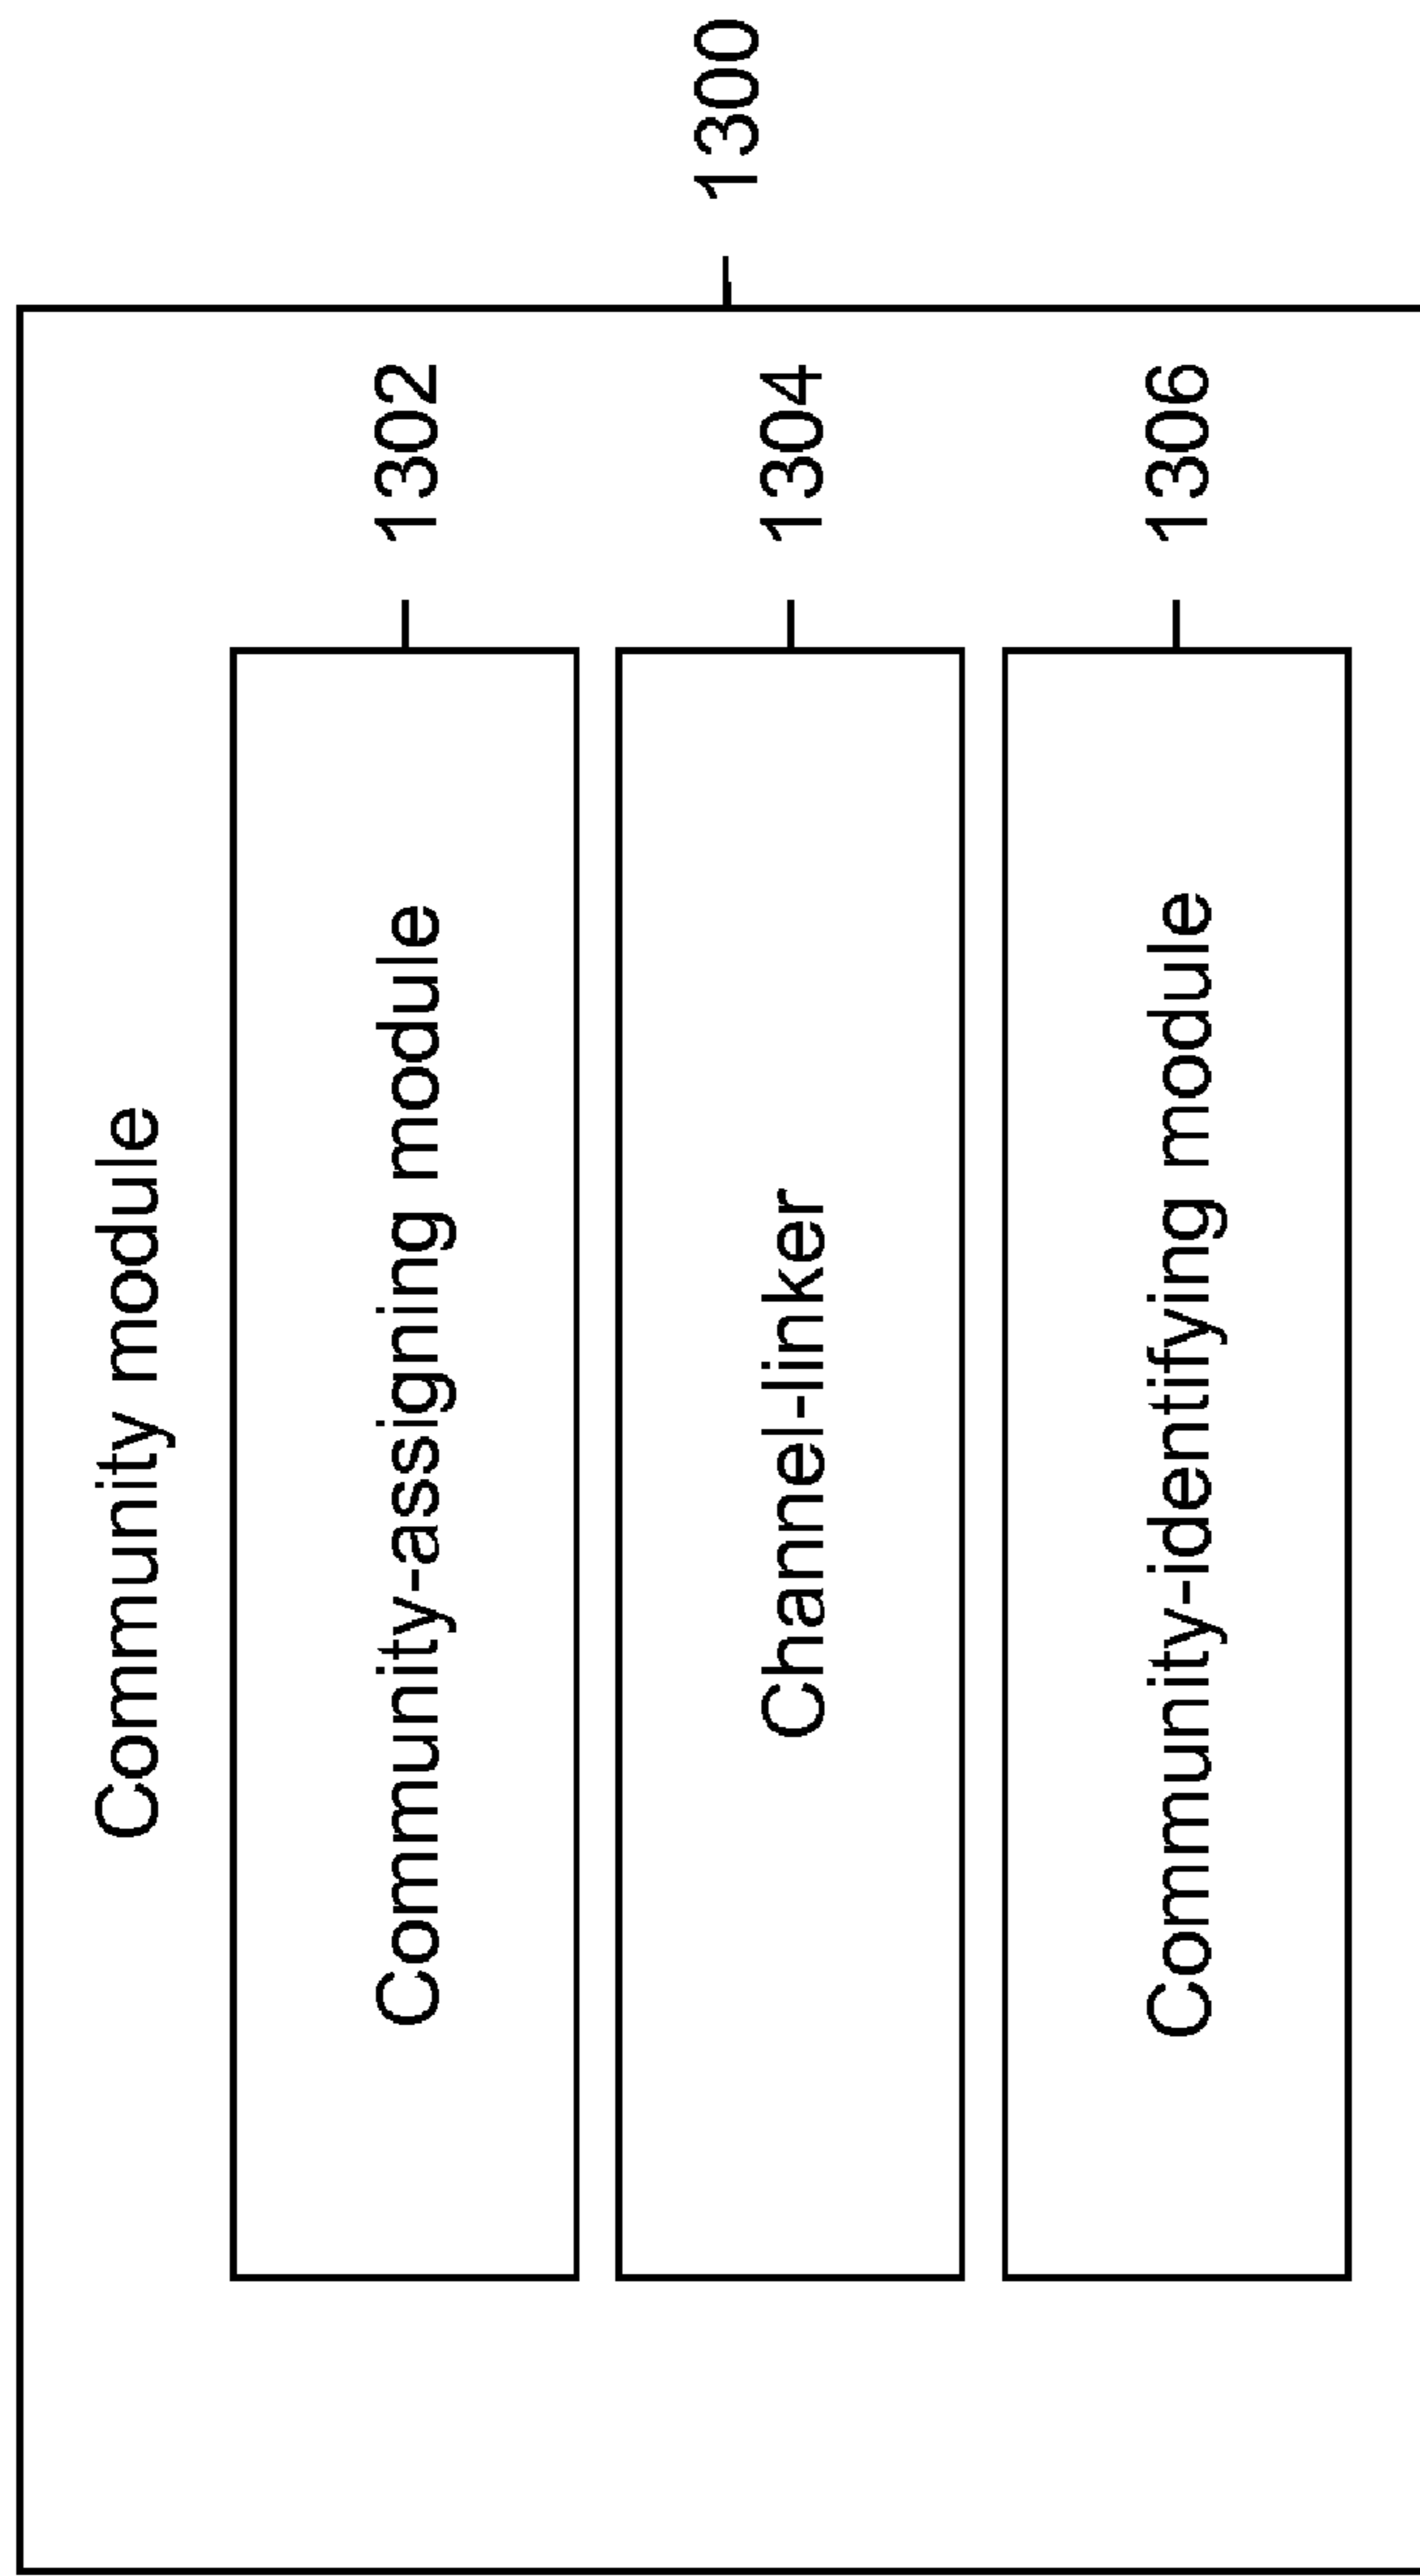 Community module
1300
Community-assigning module
1302
Channel-linker
1304
Community-identifying module
1306